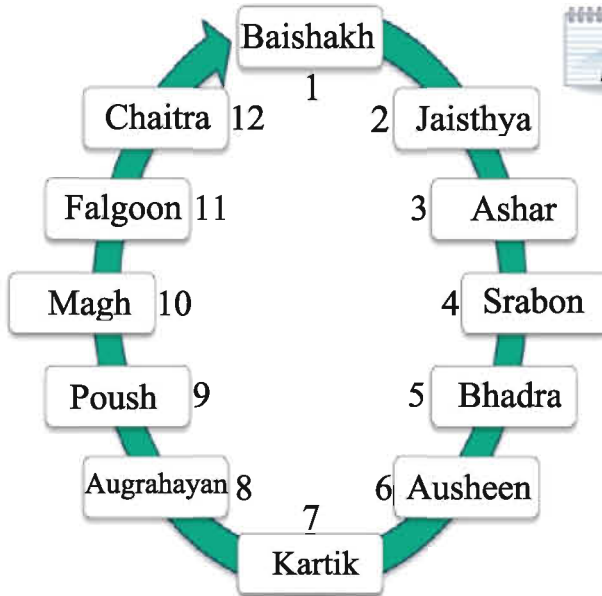 Baishakh
1
2 Jaisthya
3 Ashar
4 Srabon
5 Bhadra
6 Ausheen
7
Kartik
Augrahayan 8
Poush 9
Magh 10
Falgoon 11
Chaitra 12